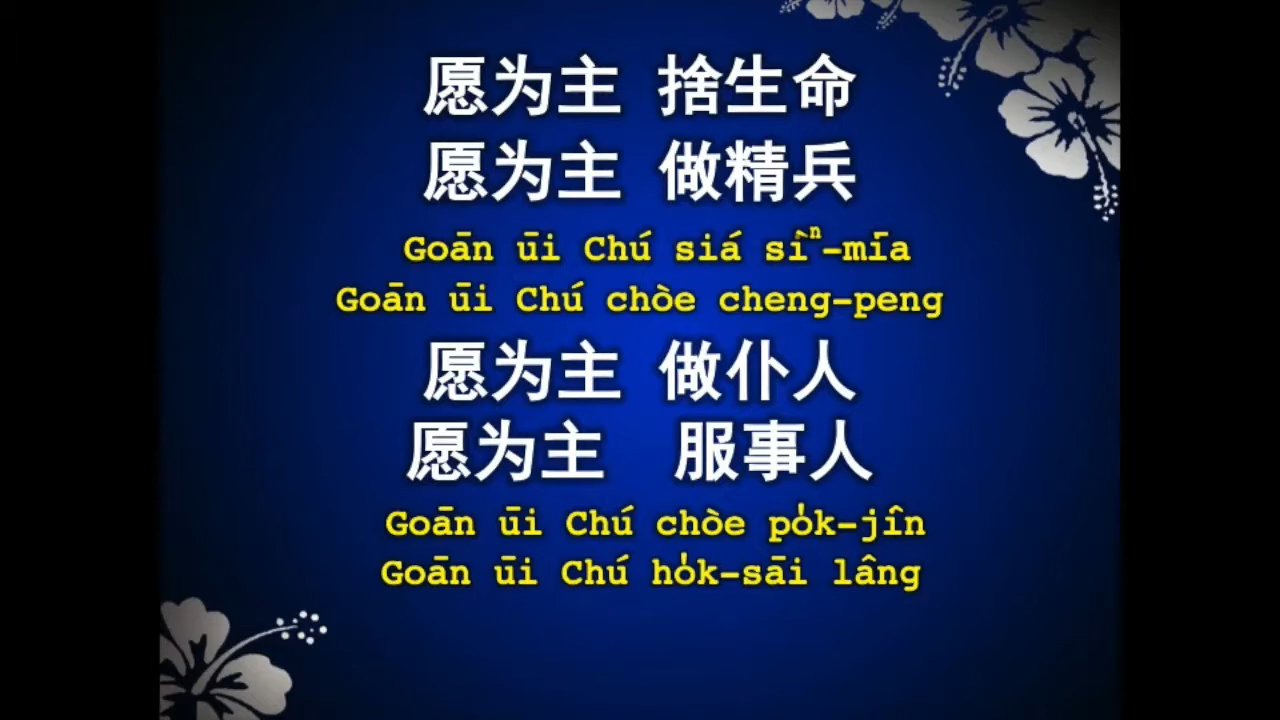 愿为主 捨生命
愿为主 做精兵
Goān ūi Chú siá sīⁿ-mīa
Goān ūi Chú chòe cheng-peng
愿为主 做仆人
愿为主 服事人
Goān ūi Chú chòe po̍k-jîn
Goān ūi Chú ho̍k-sāi lâng